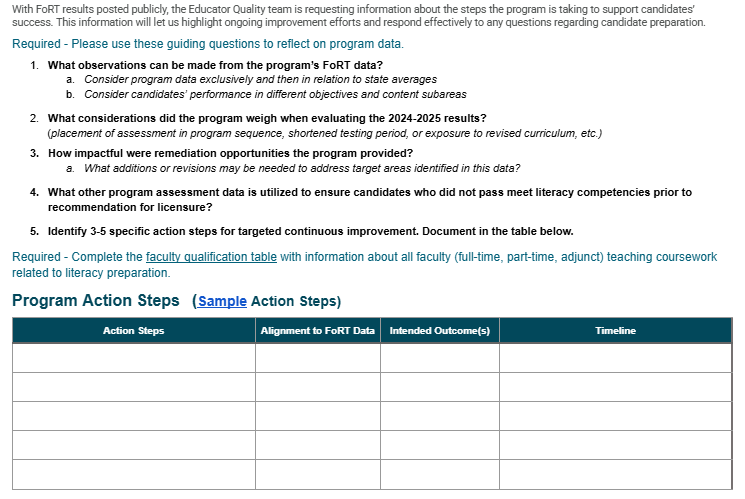 With FoRT results posted publicly, the Educator Quality team is requesting information about the steps the program is taking to support candidates'
success. This information will let us highlight ongoing improvement efforts and respond effectively to any questions regarding candidate preparation.
Required - Please use these guiding questions to reflect on program data.
1. What observations can be made from the program's FoRT data?
a. Consider program data exclusively and then in relation to state averages
b. Consider candidates' performance in different objectives and content subareas
2. What considerations did the program weigh when evaluating the 2024-2025 results?
(placement of assessment in program sequence, shortened testing period, or exposure to revised curriculum, etc.)
3. How impactful were remediation opportunities the program provided?
a. What additions or revisions may be needed to address target areas identified in this data?
4. What other program assessment data is utilized to ensure candidates who did not pass meet literacy competencies prior to
recommendation for licensure?
5. Identify 3-5 specific action steps for targeted continuous improvement. Document in the table below.
Required - Complete the faculty qualification table with information about all faculty (full-time, part-time, adjunct) teaching coursework
related to literacy preparation.
Program Action Steps (Sample Action Steps)
Action Steps Alignment to FoRT Data Intended Outcome(s) Timeline